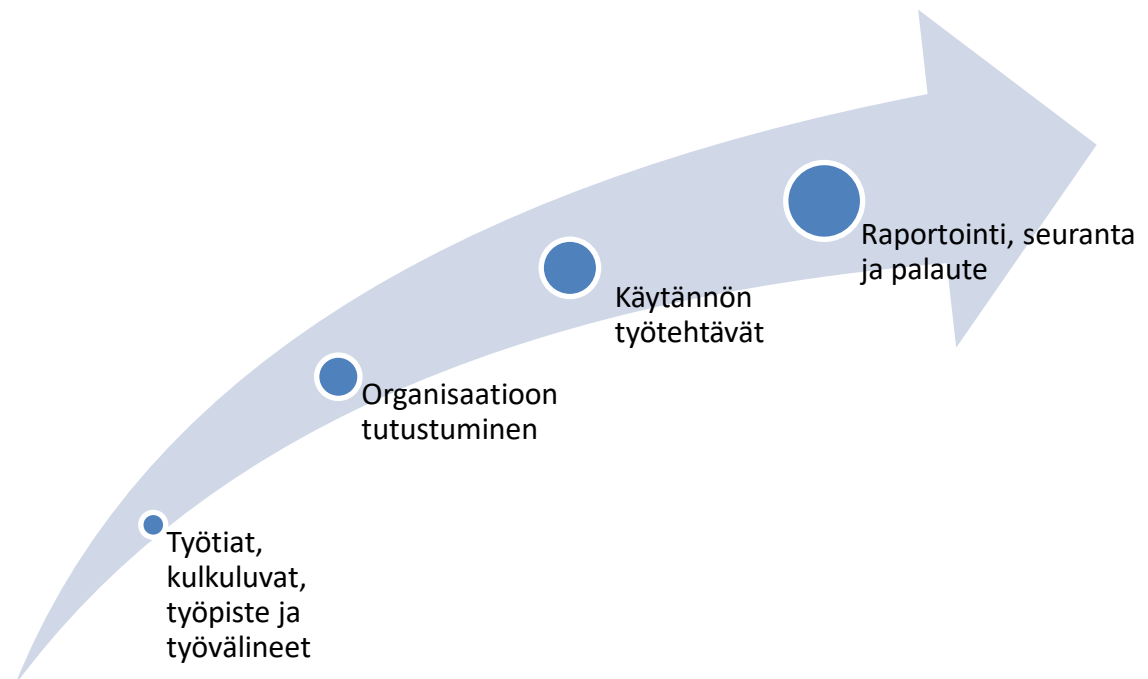 Raportointi, seuranta
ja palaute
Käytännön
työtehtävät
Organisaatioon
tutustuminen
Työtiat,
kulkuluvat,
työpiste ja
työvälineet